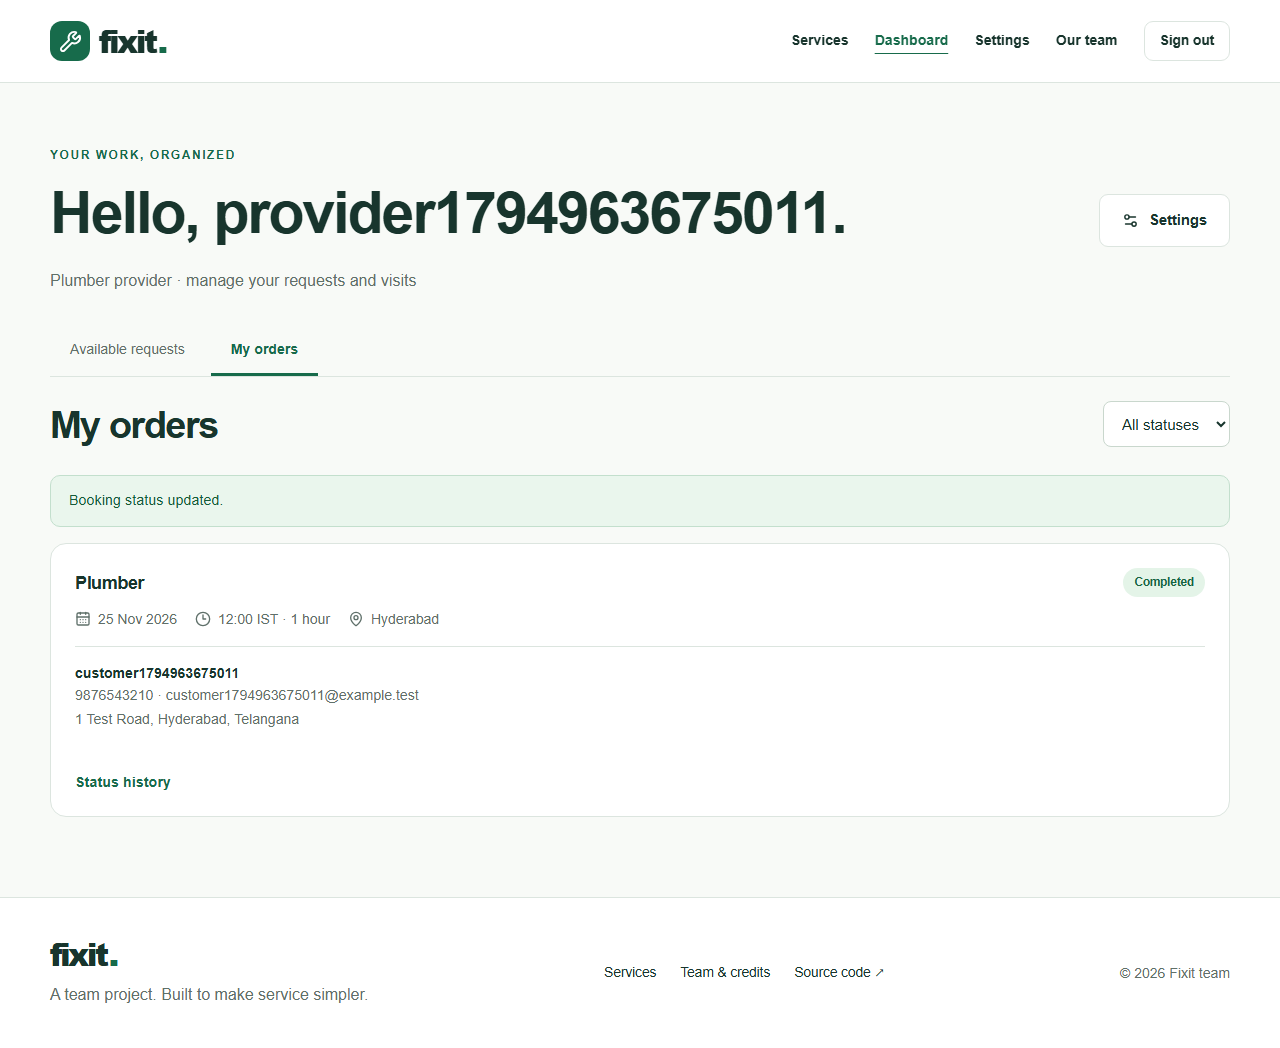 fixit.
Services Dashboard Settings Our team Sign out
YOUR WORK, ORGANIZED
Hello, provider1794963675011.
Settings
Plumber provider · manage your requests and visits
Available requests My orders
My orders
All statuses
Booking status updated.
Plumber
Completed
25 Nov 2026 12:00 IST · 1 hour Hyderabad
customer1794963675011
9876543210 · customer1794963675011@example.test
1 Test Road, Hyderabad, Telangana
Status history
fixit.
A team project. Built to make service simpler.
Services Team & credits Source code ↗
© 2026 Fixit team